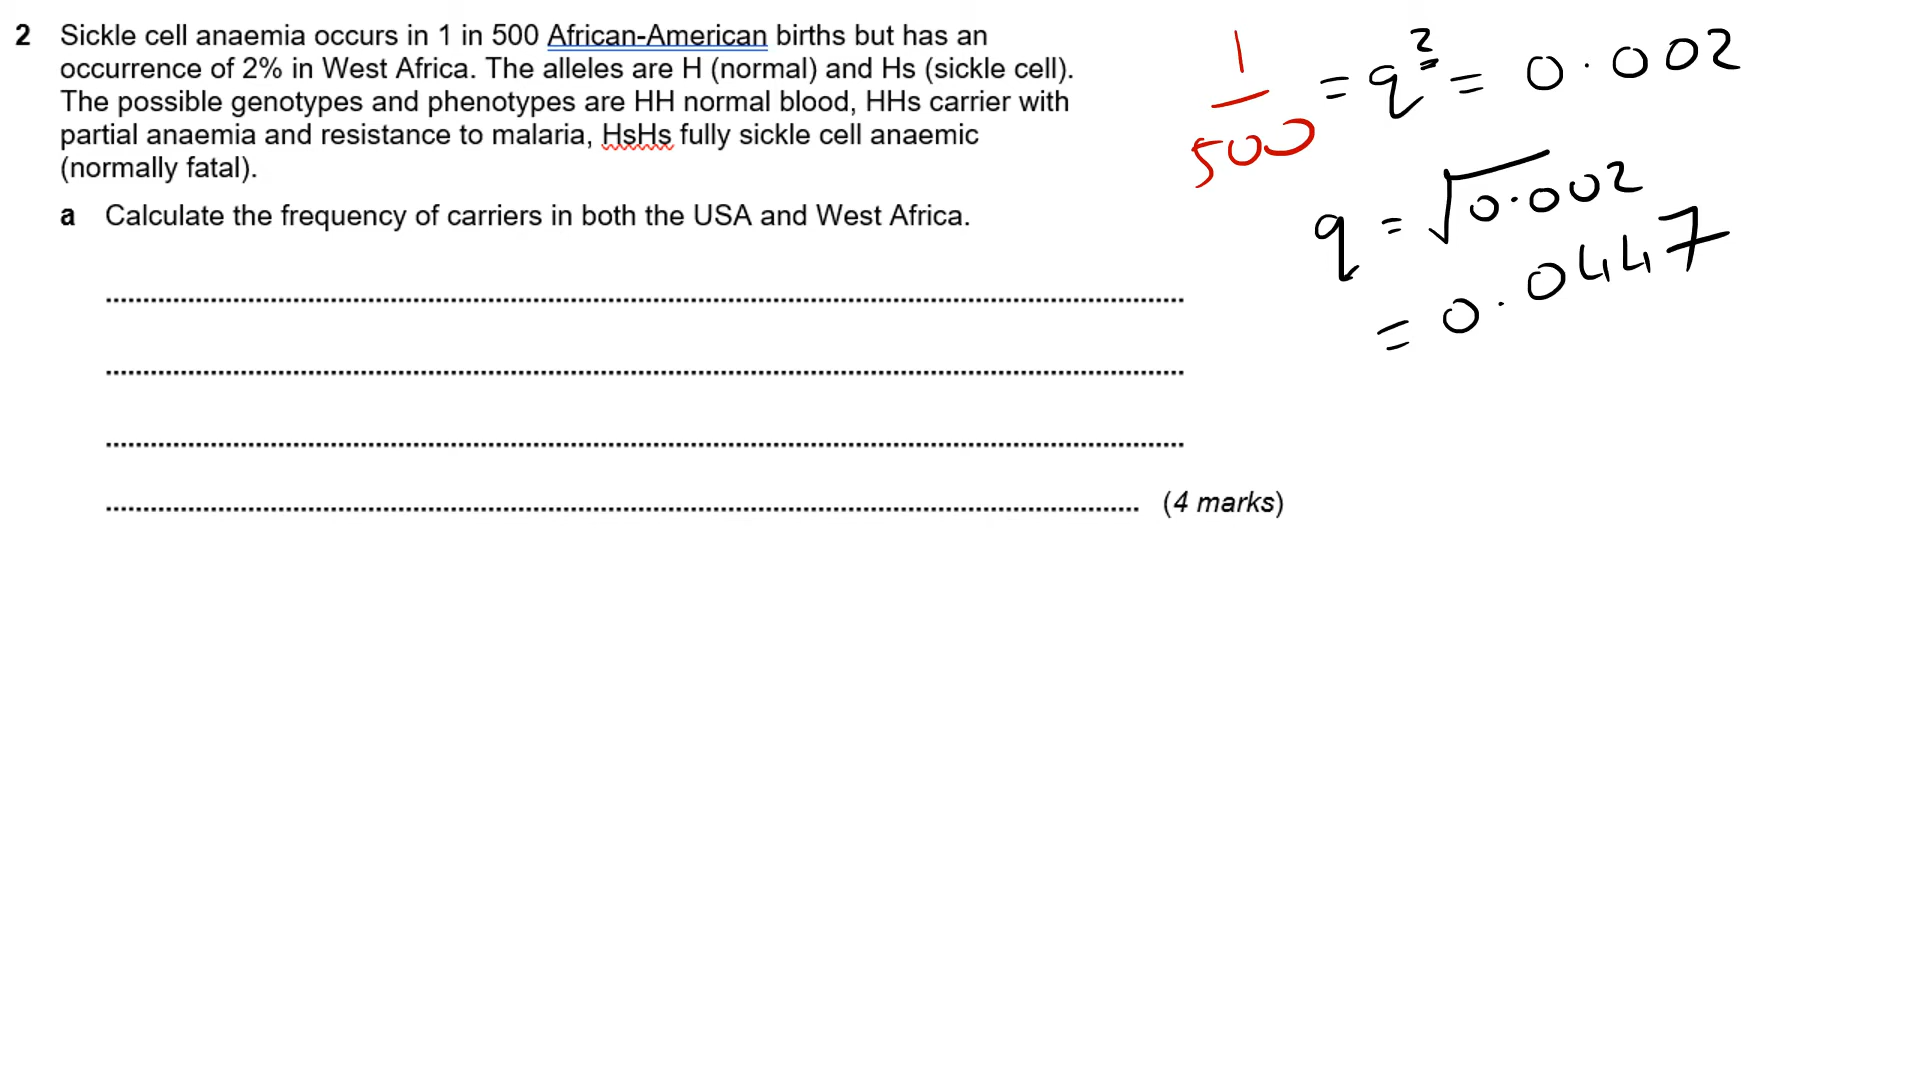 2 Sickle cell anaemia occurs in 1 in 500 African-American births but has an
occurrence of 2% in West Africa. The alleles are H (normal) and Hs (sickle cell).
The possible genotypes and phenotypes are HH normal blood, HHs carrier with
partial anaemia and resistance to malaria, HsHs fully sickle cell anaemic
(normally fatal).
a Calculate the frequency of carriers in both the USA and West Africa.
(4 marks)
1/500 = q² = 0.002
q = √0.002
= 0.0447